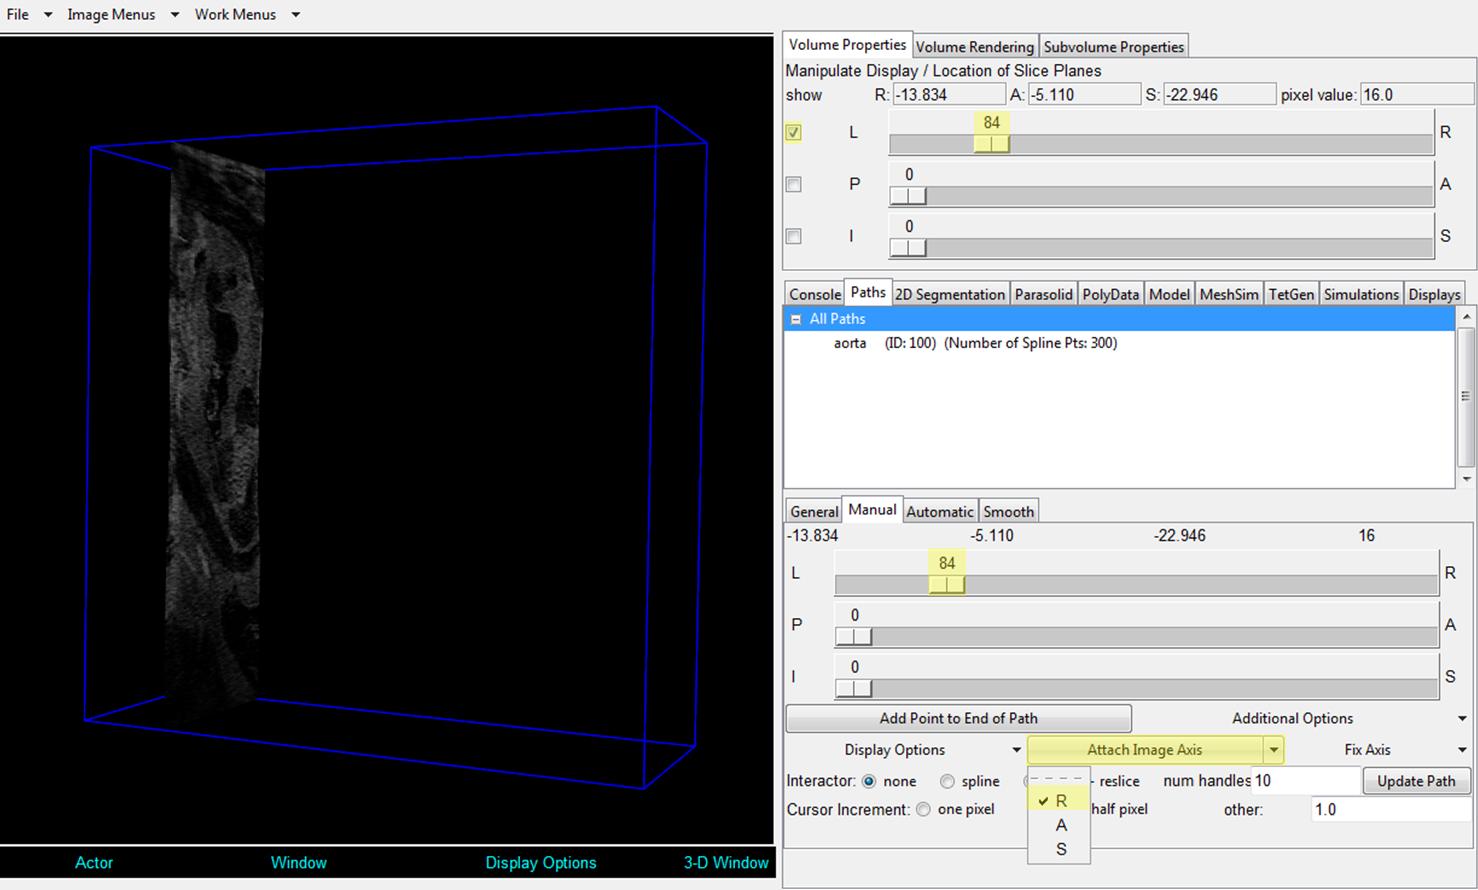 File Image Menus Work Menus
Volume Properties Volume Rendering Subvolume Properties
Manipulate Display / Location of Slice Planes
show R: -13.834 A: -5.110 S: -22.946 pixel value: 16.0
84
L R
0
P A
0
I S
Console Paths 2D Segmentation Parasolid PolyData Model MeshSim TetGen Simulations Displays
All Paths
aorta (ID: 100) (Number of Spline Pts: 300)
General Manual Automatic Smooth
-13.834 -5.110 -22.946 16
84
L R
0
P A
0
I S
Add Point to End of Path Additional Options
Display Options Attach Image Axis Fix Axis
Interactor: none spline - reslice num handles 10 Update Path
R
Cursor Increment: one pixel half pixel other: 1.0
A
S
Actor Window Display Options 3-D Window